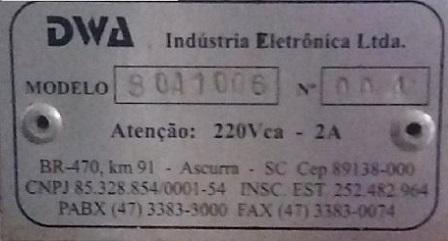 DWA Indústria Eletrônica Ltda.
MODELO 80A1006 Nº 001
Atenção: 220Vca - 2A
BR-470, km 91 - Ascurra - SC Cep 89138-000
CNPJ 85.328.854/0001-54 INSC. EST. 252.482.964
PABX (47) 3383-3000 FAX (47) 3383-0074